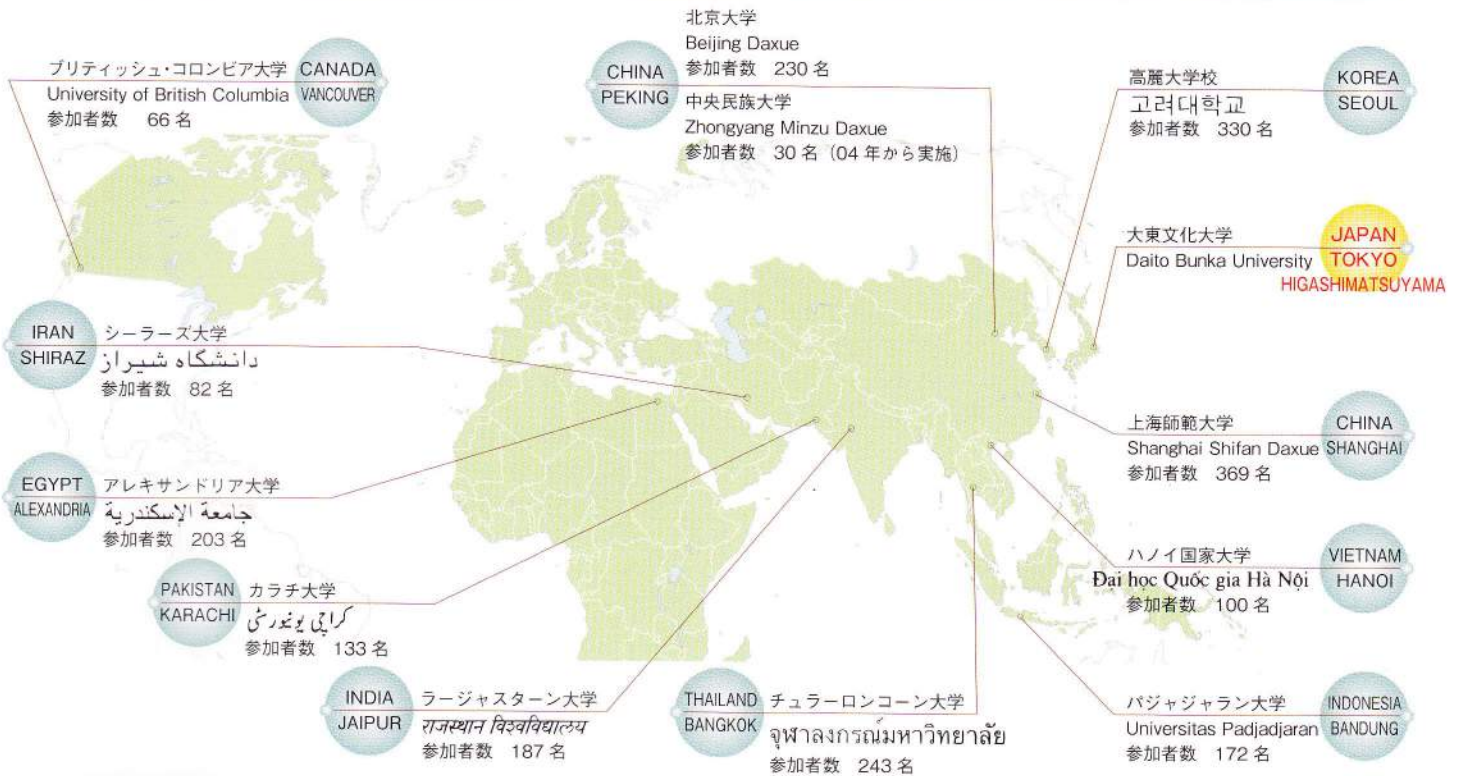 ブリティッシュ・コロンビア大学
University of British Columbia
参加者数 66 名
CANADA
VANCOUVER
CHINA
PEKING
北京大学
Beijing Daxue
参加者数 230 名
中央民族大学
Zhongyang Minzu Daxue
参加者数 30 名（04 年から実施）
高麗大学校
고려대학교
参加者数 330 名
KOREA
SEOUL
大東文化大学
Daito Bunka University
JAPAN
TOKYO
HIGASHIMATSUYAMA
IRAN
SHIRAZ
シーラーズ大学
دانشگاه شیراز
参加者数 82 名
上海師範大学
Shanghai Shifan Daxue
参加者数 369 名
CHINA
SHANGHAI
EGYPT
ALEXANDRIA
アレキサンドリア大学
جامعة الإسكندرية
参加者数 203 名
ハノイ国家大学
Đại học Quốc gia Hà Nội
参加者数 100 名
VIETNAM
HANOI
PAKISTAN
KARACHI
カラチ大学
کراچی یونیورسٹی
参加者数 133 名
INDIA
JAIPUR
ラージャスターン大学
राजस्थान विश्वविद्यालय
参加者数 187 名
THAILAND
BANGKOK
チュラーロンコーン大学
จุฬาลงกรณ์มหาวิทยาลัย
参加者数 243 名
パジャジャラン大学
Universitas Padjadjaran
参加者数 172 名
INDONESIA
BANDUNG